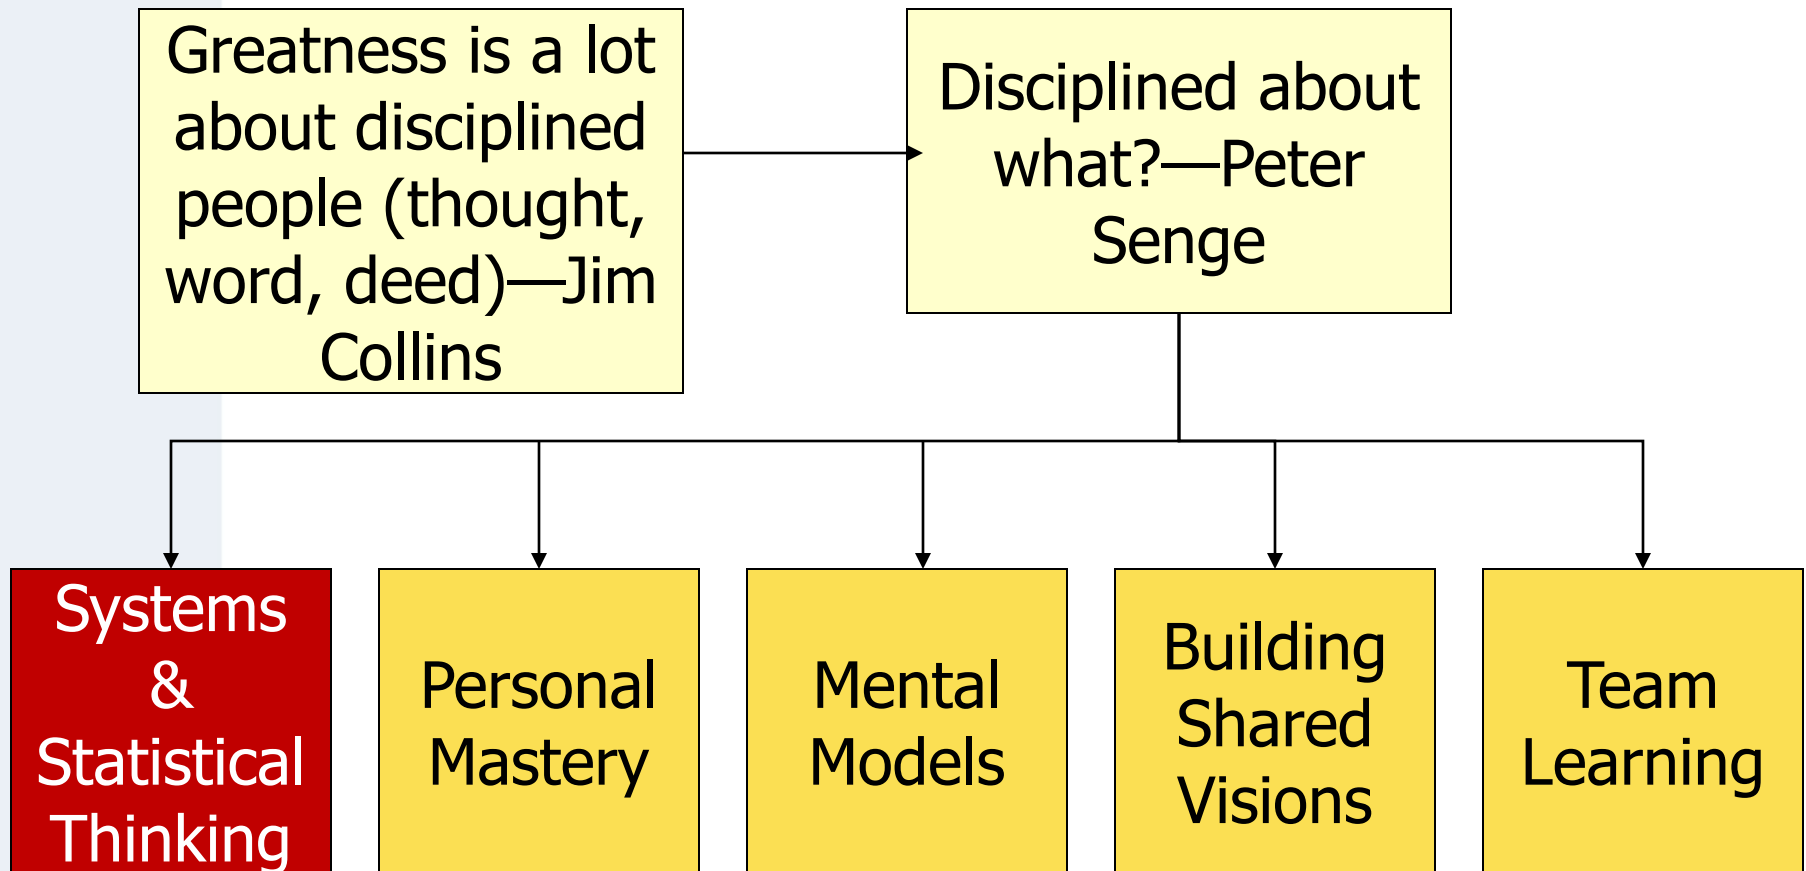 Greatness is a lot
about disciplined
people (thought,
word, deed)—Jim
Collins
Disciplined about
what?—Peter
Senge
Systems
&
Statistical
Thinking
Personal
Mastery
Mental
Models
Building
Shared
Visions
Team
Learning